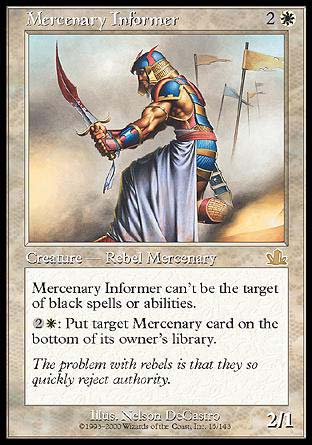 Mercenary Informer 2
Creature — Rebel Mercenary
Mercenary Informer can't be the target
of black spells or abilities.
2 : Put target Mercenary card on the
bottom of its owner's library.
The problem with rebels is that they so
quickly reject authority.
Illus. Nelson DeCastro
©1993-2000 Wizards of the Coast, Inc. 15/143
2/1